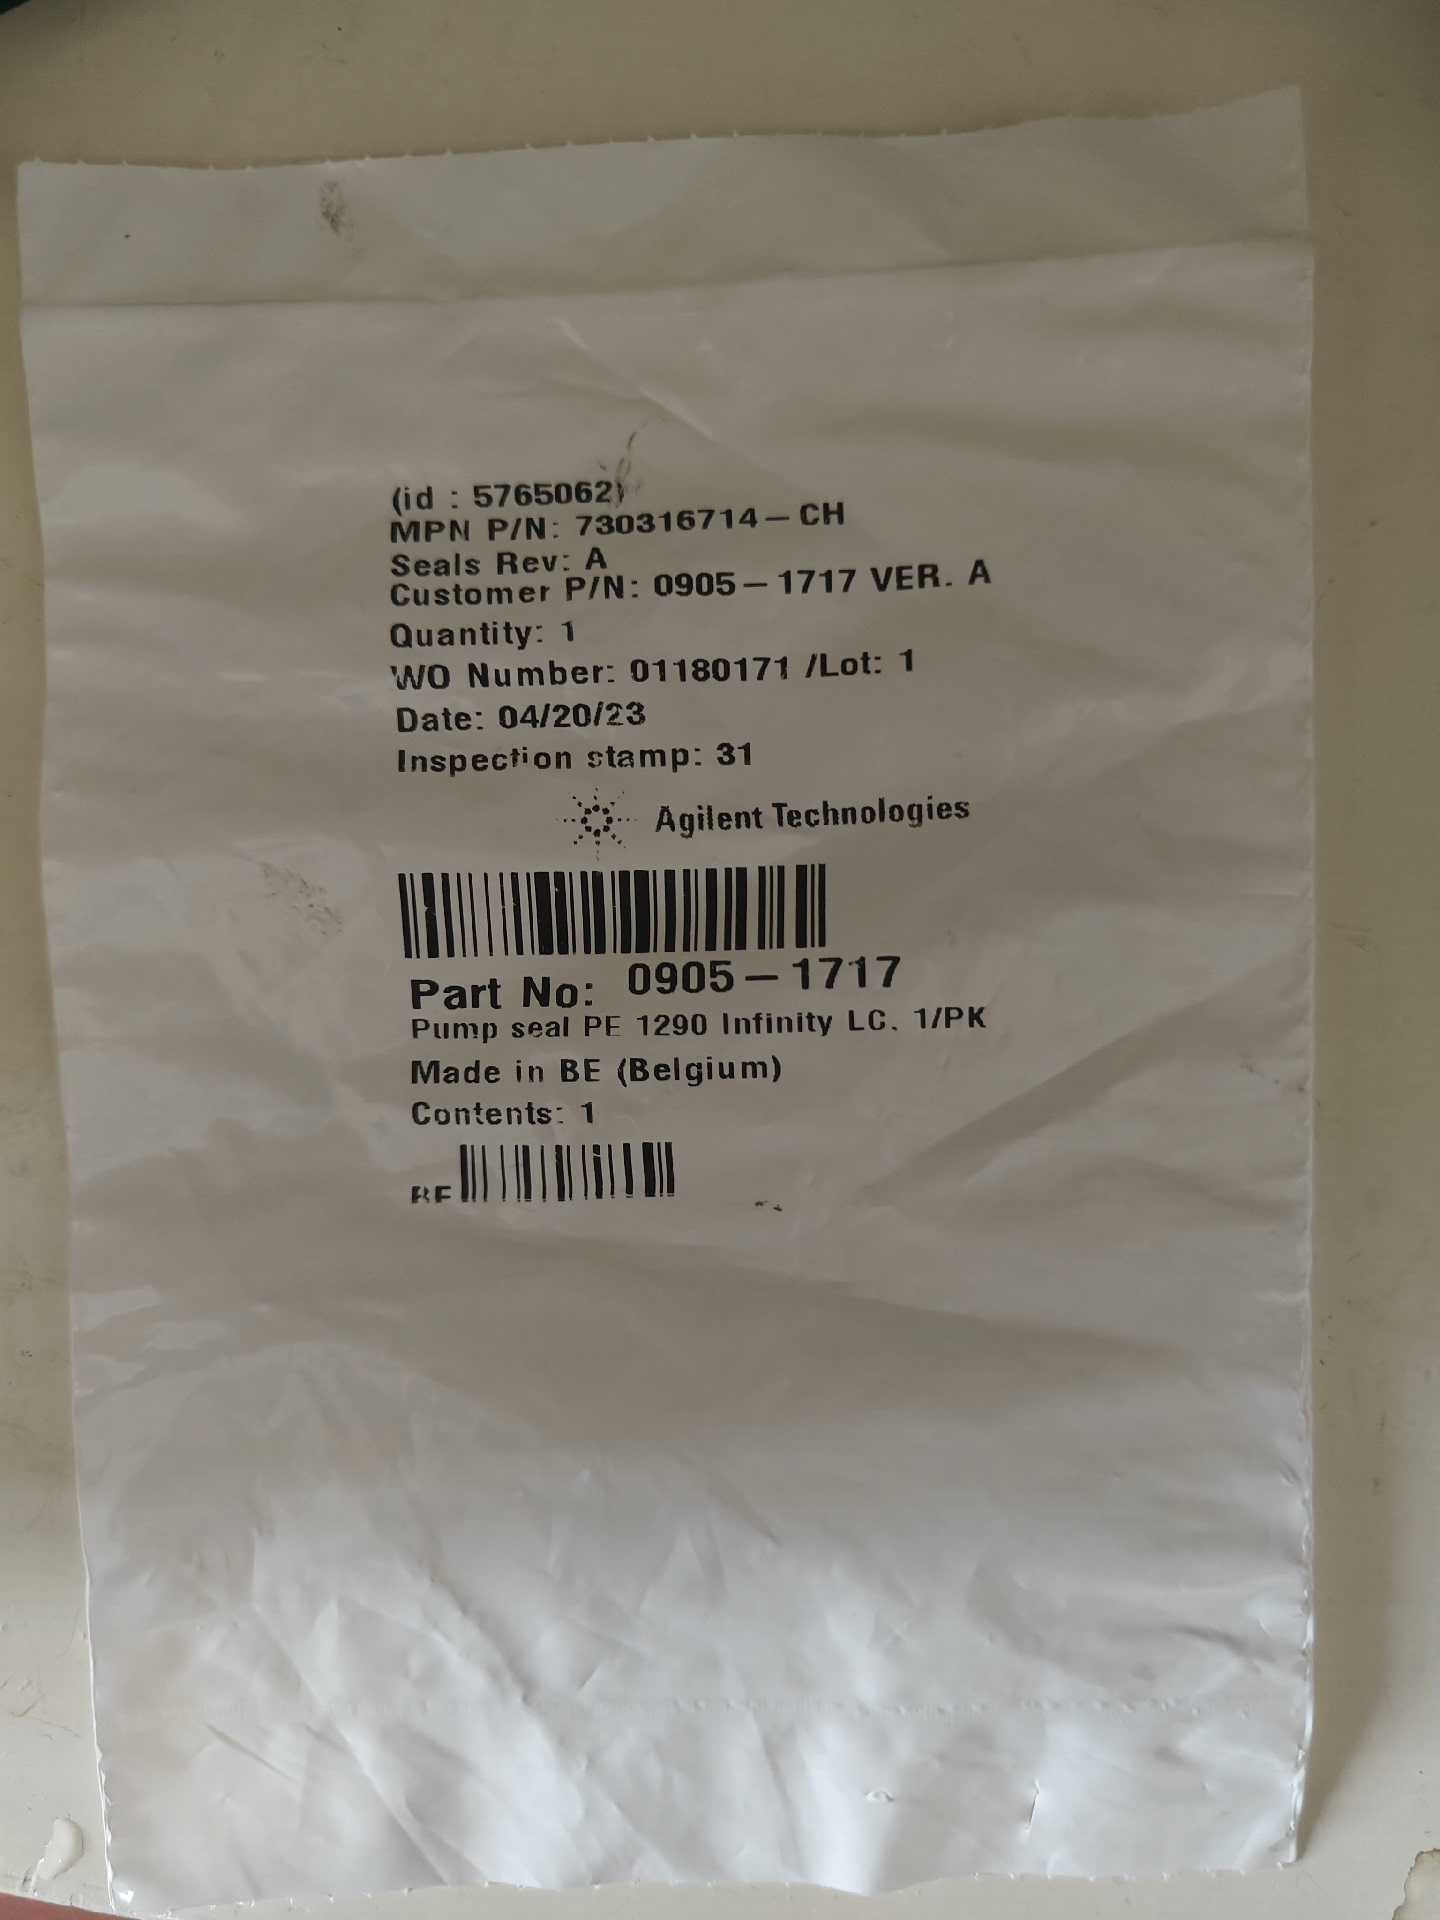 (id : 5765062)
MPN P/N: 730316714-CH
Seals Rev: A
Customer P/N: 0905-1717 VER. A
Quantity: 1
WO Number: 01180171 /Lot: 1
Date: 04/20/23
Inspection stamp: 31
Agilent Technologies
Part No: 0905-1717
Pump seal PE 1290 Infinity LC. 1/PK
Made in BE (Belgium)
Contents: 1
BE